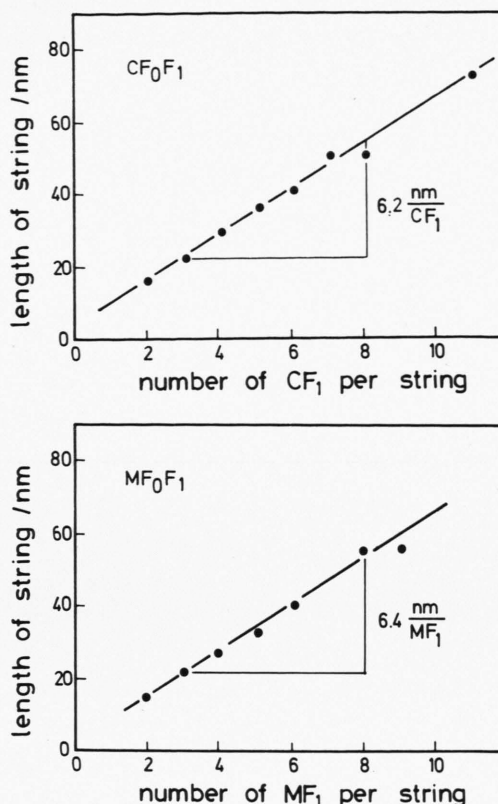 80
60
40
20
0
length of string /nm
CF₀F₁
6.2 nm/CF₁
0 2 4 6 8 10
number of CF₁ per string
60
40
20
0
length of string /nm
MF₀F₁
6.4 nm/MF₁
0 2 4 6 8 10
number of MF₁ per string